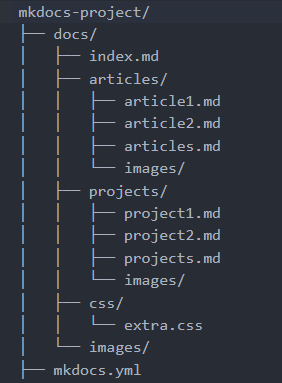 mkdocs-project/
├── docs/
│   ├── index.md
│   ├── articles/
│   │   ├── article1.md
│   │   ├── article2.md
│   │   ├── articles.md
│   │   └── images/
│   ├── projects/
│   │   ├── project1.md
│   │   ├── project2.md
│   │   ├── projects.md
│   │   └── images/
│   ├── css/
│   │   └── extra.css
│   └── images/
├── mkdocs.yml